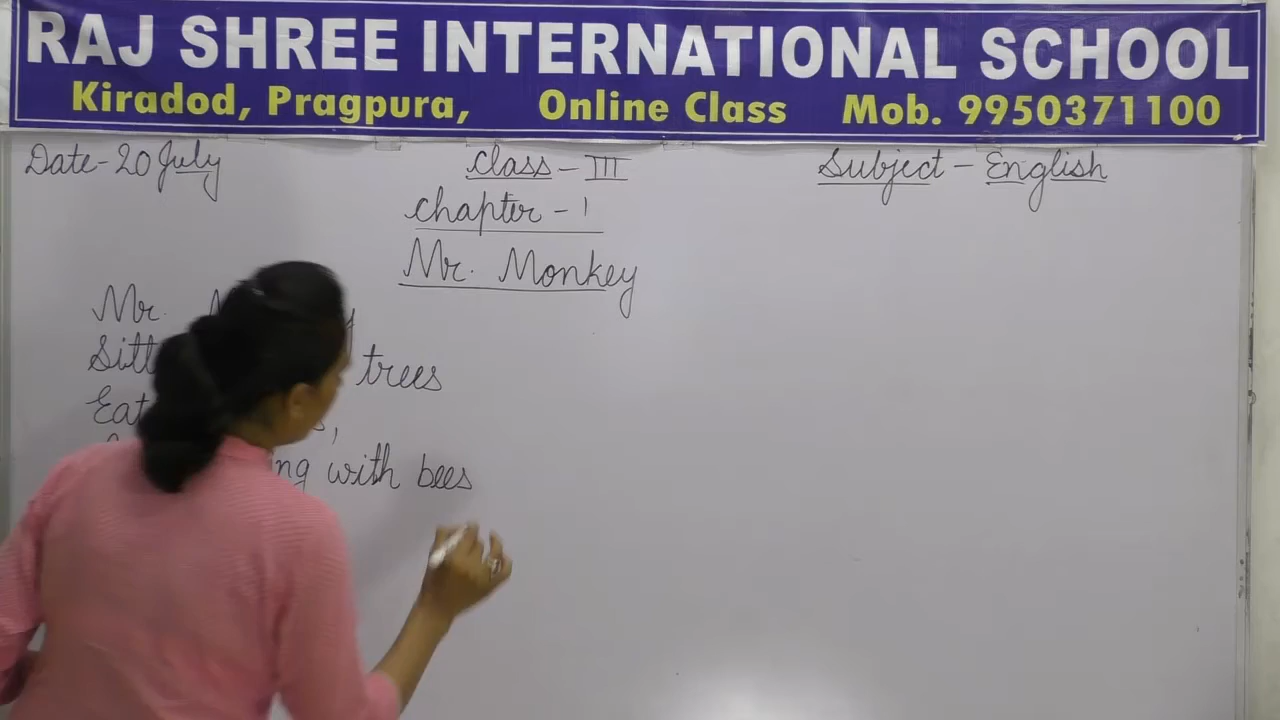 RAJ SHREE INTERNATIONAL SCHOOL
Kiradod, Pragpura, Online Class Mob. 9950371100
Date-20 July Class - III Subject - English
Chapter - 1
Mr. Monkey
Mr.
trees
with bees